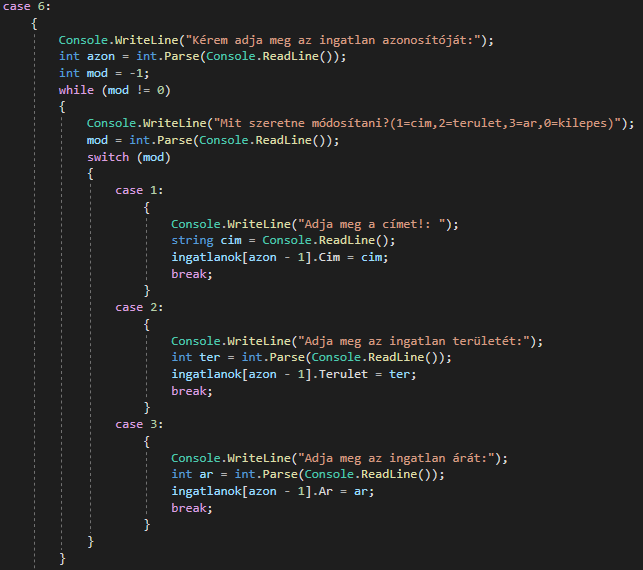 case 6:
{
Console.WriteLine("Kérem adja meg az ingatlan azonosítóját:");
int azon = int.Parse(Console.ReadLine());
int mod = -1;
while (mod != 0)
{
Console.WriteLine("Mit szeretne módosítani?(1=cim,2=terulet,3=ar,0=kilepes)");
mod = int.Parse(Console.ReadLine());
switch (mod)
{
case 1:
{
Console.WriteLine("Adja meg a címet!: ");
string cim = Console.ReadLine();
ingatlanok[azon - 1].Cim = cim;
break;
}
case 2:
{
Console.WriteLine("Adja meg az ingatlan területét:");
int ter = int.Parse(Console.ReadLine());
ingatlanok[azon - 1].Terulet = ter;
break;
}
case 3:
{
Console.WriteLine("Adja meg az ingatlan árát:");
int ar = int.Parse(Console.ReadLine());
ingatlanok[azon - 1].Ar = ar;
break;
}
}
}